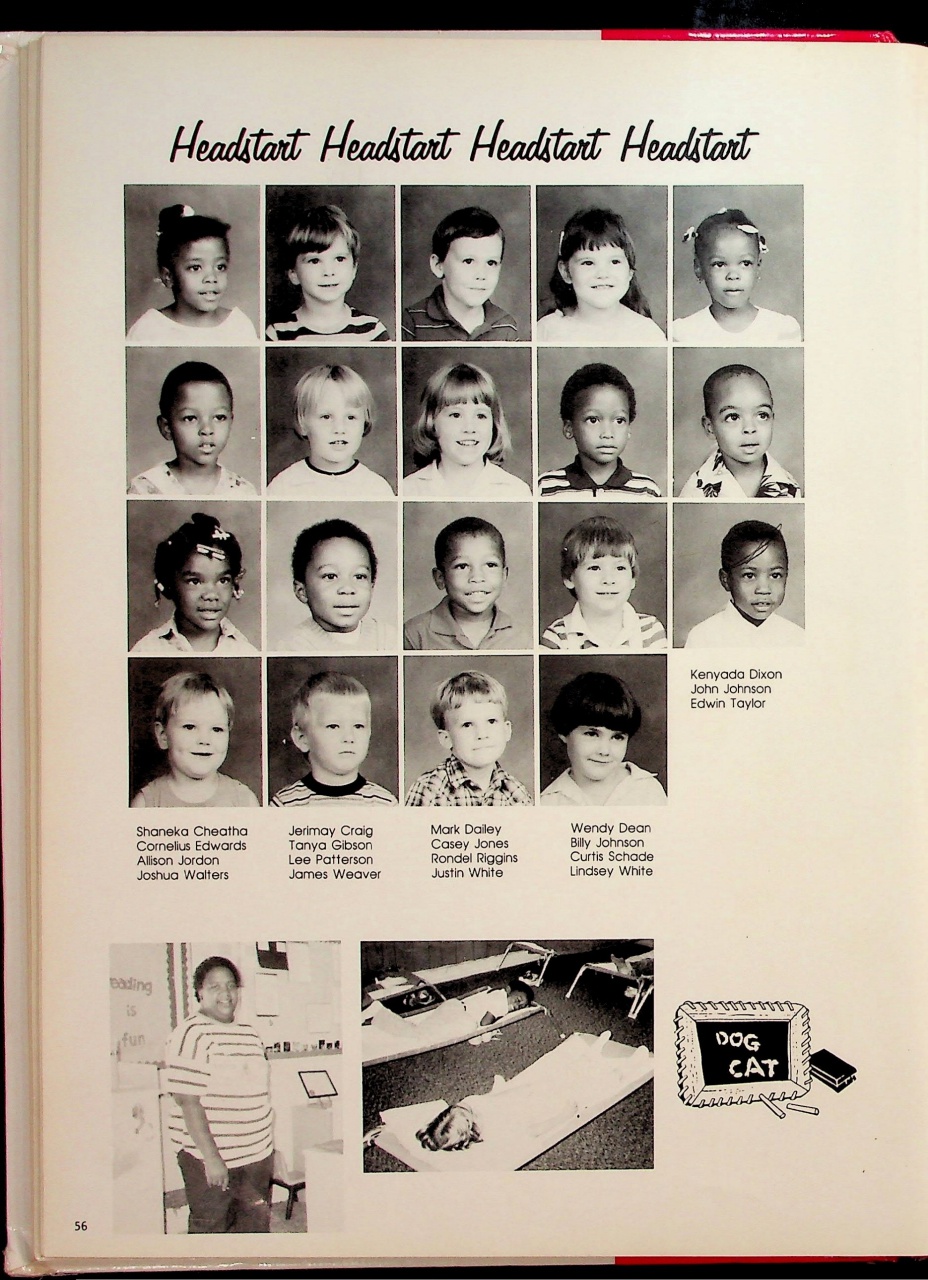 Headstart Headstart Headstart Headstart
Kenyada Dixon
John Johnson
Edwin Taylor
Shaneka Cheatha
Cornelius Edwards
Allison Jordon
Joshua Walters
Jerimay Craig
Tanya Gibson
Lee Patterson
James Weaver
Mark Dailey
Casey Jones
Rondel Riggins
Justin White
Wendy Dean
Billy Johnson
Curtis Schade
Lindsey White
eading
is
fun
DOG
CAT
56